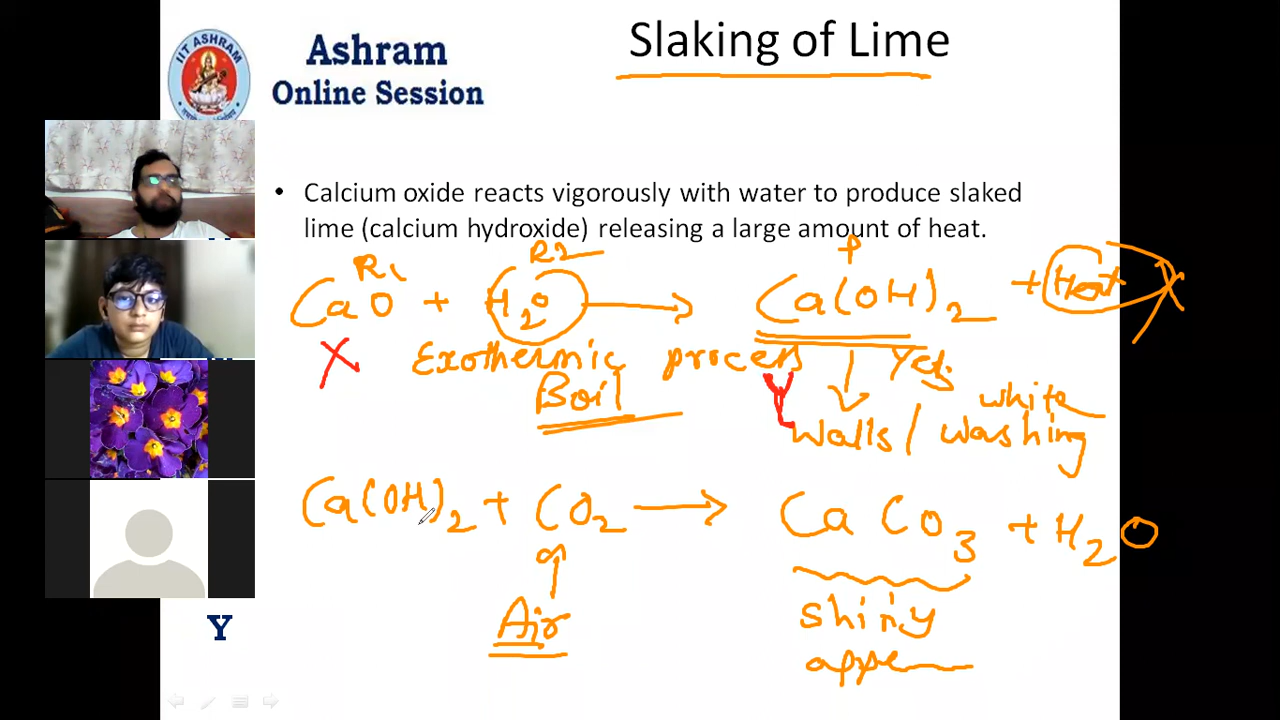 Slaking of Lime
IIT ASHRAM
Ashram
Online Session
• Calcium oxide reacts vigorously with water to produce slaked
lime (calcium hydroxide) releasing a large amount of heat.
R1 R2 P
CaO + H2O → Ca(OH)2 + Heat
X Exothermic process Y
Boil
white
Walls / washing
Ca(OH)2 + CO2 → CaCO3 + H2O
Air
shiny
appe
Y